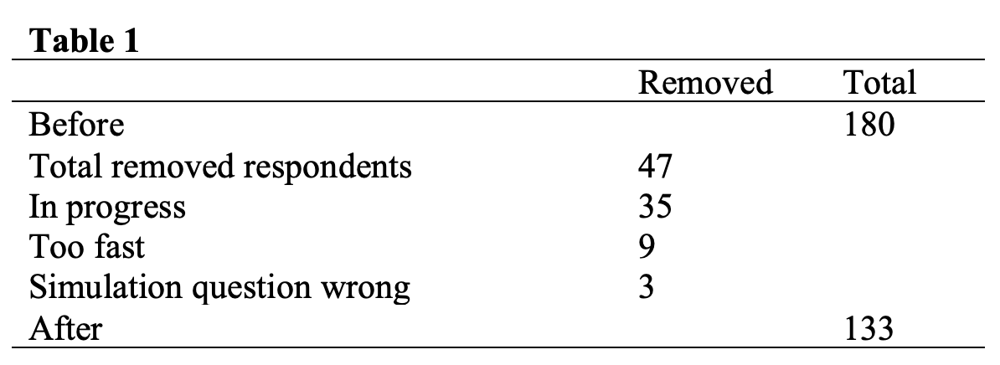 Table 1
Removed Total
Before 180
Total removed respondents 47
In progress 35
Too fast 9
Simulation question wrong 3
After 133